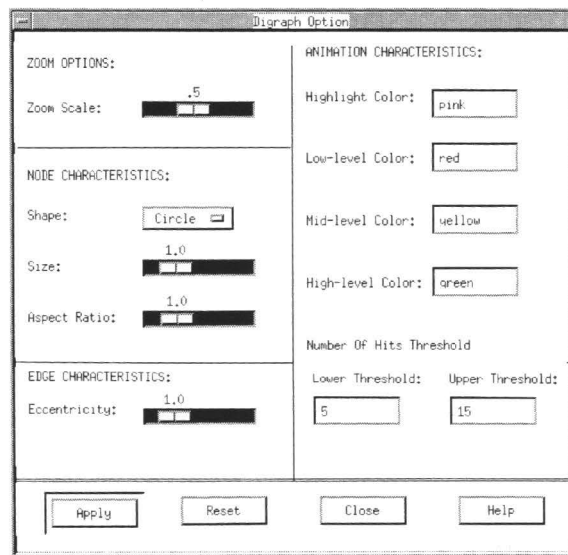 Digraph Option
ZOOM OPTIONS:
.5
Zoom Scale:
NODE CHARACTERISTICS:
Shape: Circle
1.0
Size:
1.0
Aspect Ratio:
EDGE CHARACTERISTICS:
1.0
Eccentricity:
ANIMATION CHARACTERISTICS:
Highlight Color: pink
Low-level Color: red
Mid-level Color: yellow
High-level Color: green
Number Of Hits Threshold
Lower Threshold: Upper Threshold:
5 15
Apply Reset Close Help